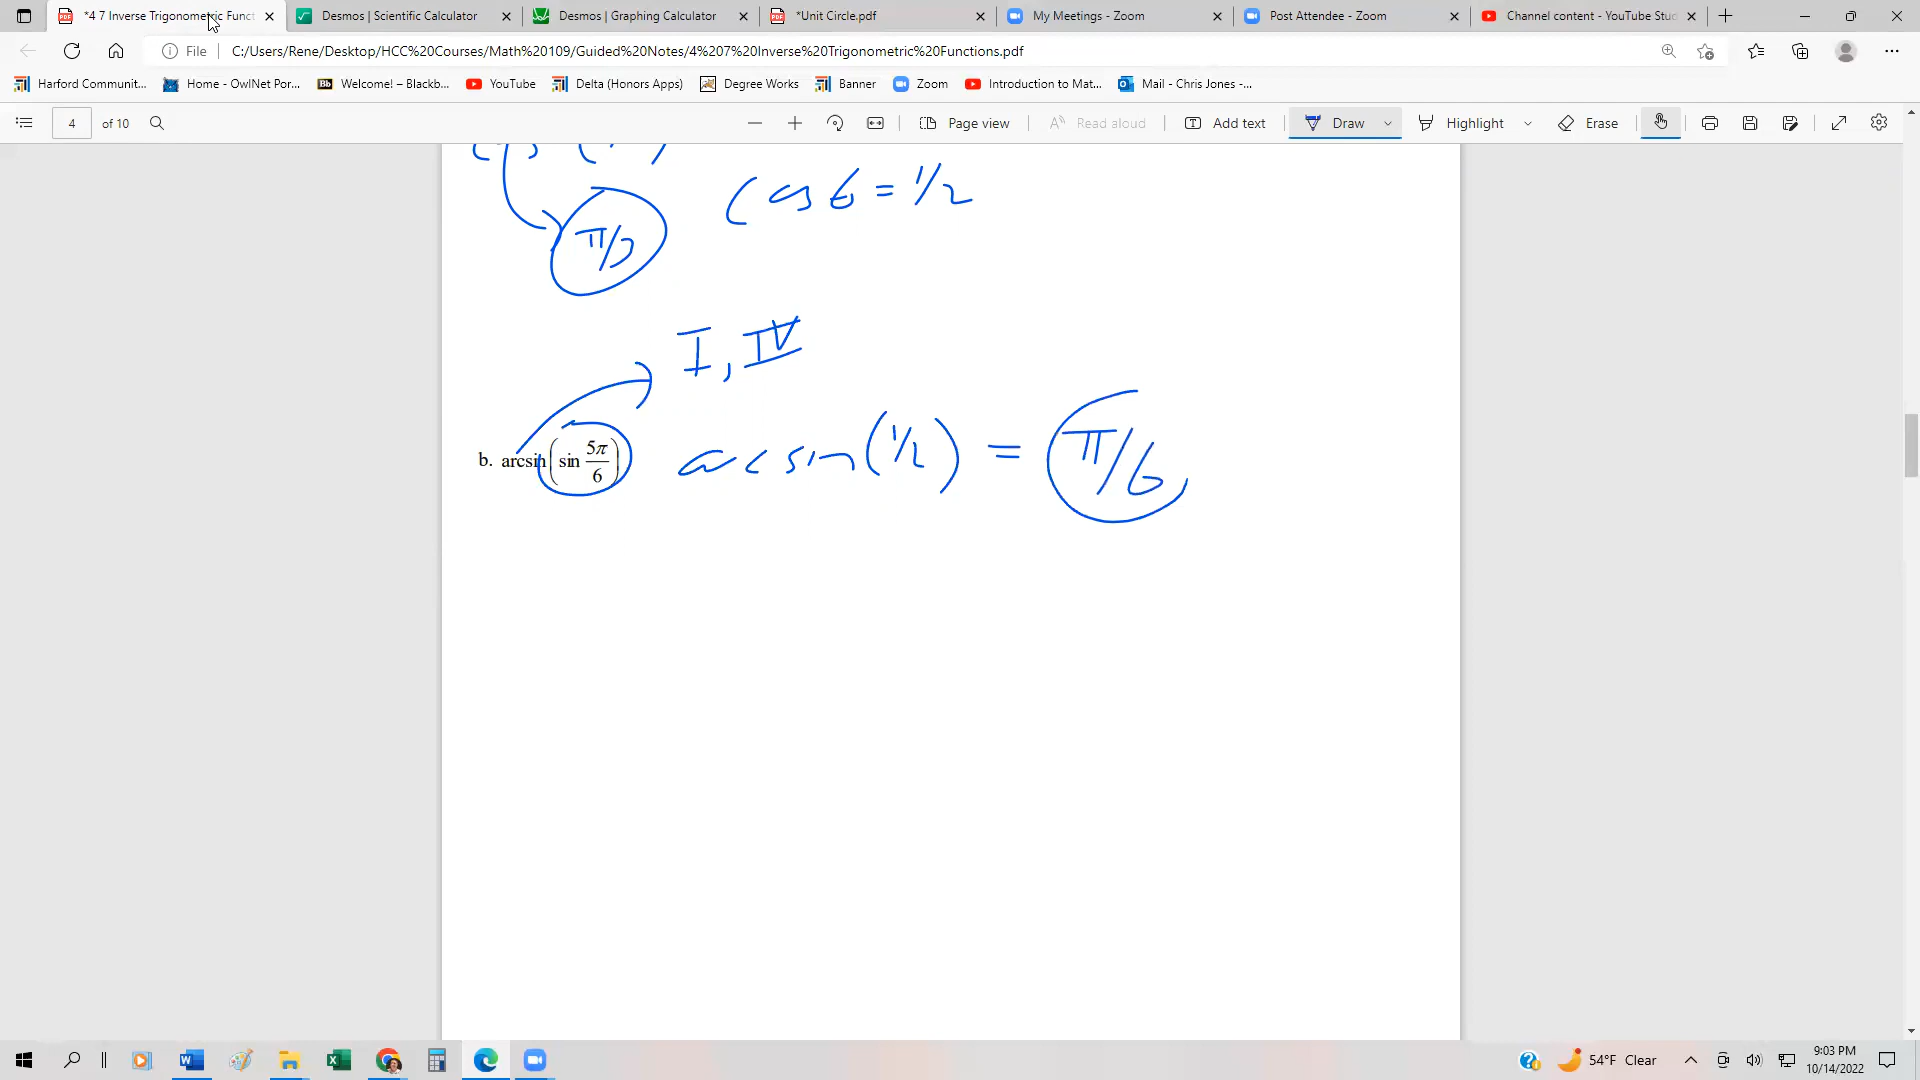 *4 7 Inverse Trigonometric Funct
Desmos | Scientific Calculator
Desmos | Graphing Calculator
*Unit Circle.pdf
My Meetings - Zoom
Post Attendee - Zoom
Channel content - YouTube Stu
File
C:/Users/Rene/Desktop/HCC%20Courses/Math%20109/Guided%20Notes/4%207%20Inverse%20Trigonometric%20Functions.pdf
Harford Communit... Home - OwlNet Por... Bb Welcome! – Blackb... YouTube Delta (Honors Apps) Degree Works Banner Zoom Introduction to Mat... Mail - Chris Jones -...
4 of 10 Page view Read aloud Add text Draw Highlight Erase
cos θ = 1/2
π/3
I, IV
b. arcsin(sin 5π/6) arcsin(1/2) = π/6
54°F Clear
9:03 PM
10/14/2022